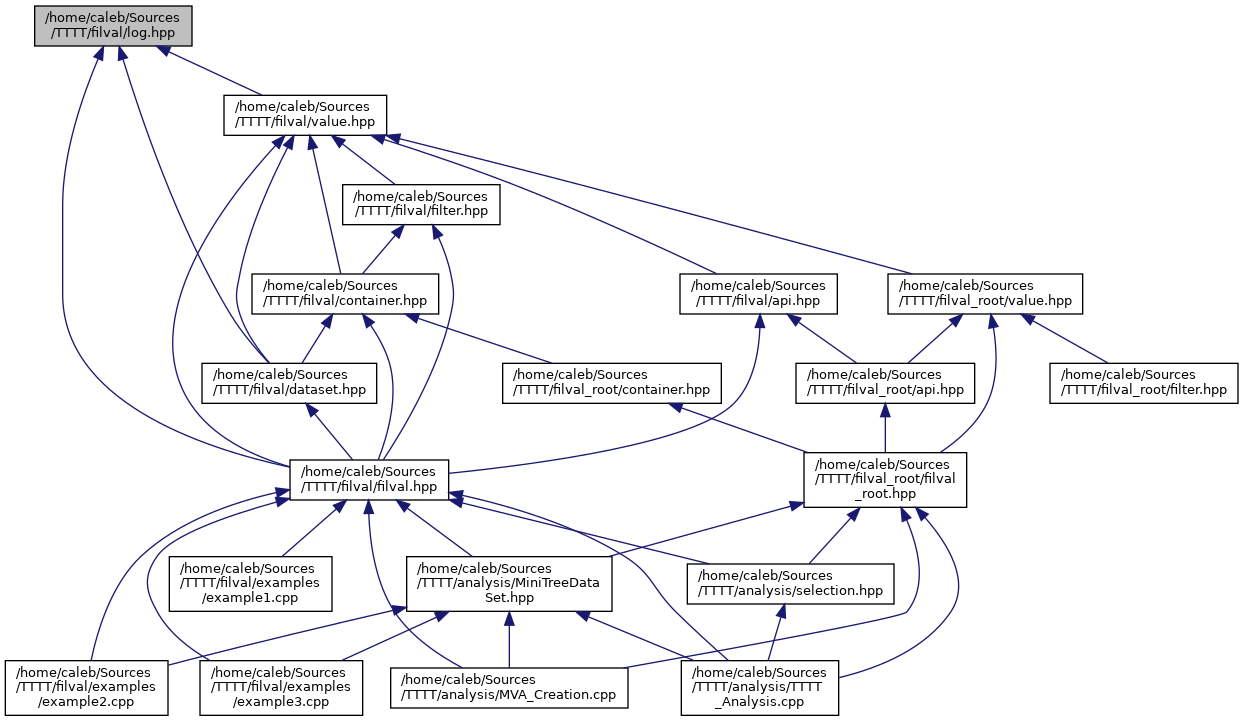 /home/caleb/Sources
/TTTT/filval/log.hpp
/home/caleb/Sources
/TTTT/filval/value.hpp
/home/caleb/Sources
/TTTT/filval/filter.hpp
/home/caleb/Sources
/TTTT/filval/container.hpp
/home/caleb/Sources
/TTTT/filval/api.hpp
/home/caleb/Sources
/TTTT/filval_root/value.hpp
/home/caleb/Sources
/TTTT/filval/dataset.hpp
/home/caleb/Sources
/TTTT/filval_root/container.hpp
/home/caleb/Sources
/TTTT/filval_root/api.hpp
/home/caleb/Sources
/TTTT/filval_root/filter.hpp
/home/caleb/Sources
/TTTT/filval/filval.hpp
/home/caleb/Sources
/TTTT/filval_root/filval
_root.hpp
/home/caleb/Sources
/TTTT/filval/examples
/example1.cpp
/home/caleb/Sources
/TTTT/analysis/MiniTreeData
Set.hpp
/home/caleb/Sources
/TTTT/analysis/selection.hpp
/home/caleb/Sources
/TTTT/filval/examples
/example2.cpp
/home/caleb/Sources
/TTTT/filval/examples
/example3.cpp
/home/caleb/Sources
/TTTT/analysis/MVA_Creation.cpp
/home/caleb/Sources
/TTTT/analysis/TTTT
_Analysis.cpp